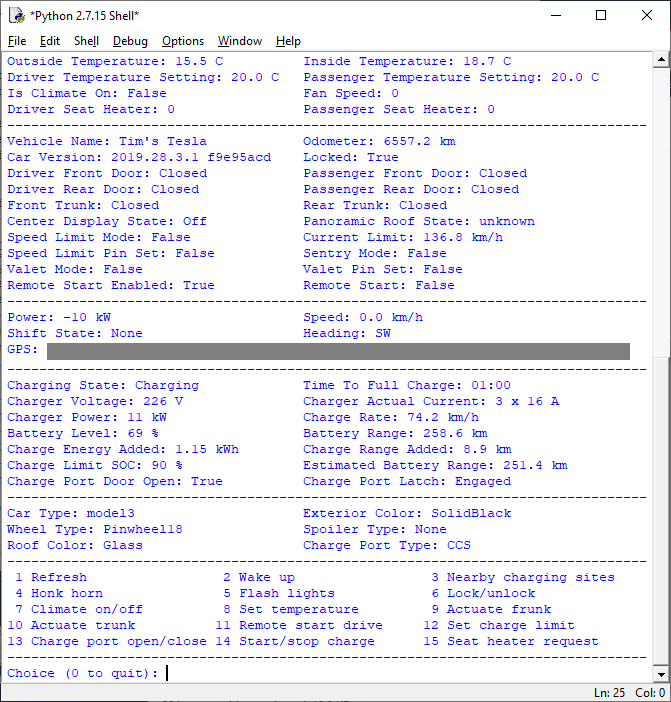 *Python 2.7.15 Shell*
File Edit Shell Debug Options Window Help
Outside Temperature: 15.5 C Inside Temperature: 18.7 C
Driver Temperature Setting: 20.0 C Passenger Temperature Setting: 20.0 C
Is Climate On: False Fan Speed: 0
Driver Seat Heater: 0 Passenger Seat Heater: 0
--------------------------------------------------------------------------------
Vehicle Name: Tim's Tesla Odometer: 6557.2 km
Car Version: 2019.28.3.1 f9e95acd Locked: True
Driver Front Door: Closed Passenger Front Door: Closed
Driver Rear Door: Closed Passenger Rear Door: Closed
Front Trunk: Closed Rear Trunk: Closed
Center Display State: Off Panoramic Roof State: unknown
Speed Limit Mode: False Current Limit: 136.8 km/h
Speed Limit Pin Set: False Sentry Mode: False
Valet Mode: False Valet Pin Set: False
Remote Start Enabled: True Remote Start: False
--------------------------------------------------------------------------------
Power: -10 kW Speed: 0.0 km/h
Shift State: None Heading: SW
GPS:
--------------------------------------------------------------------------------
Charging State: Charging Time To Full Charge: 01:00
Charger Voltage: 226 V Charger Actual Current: 3 x 16 A
Charger Power: 11 kW Charge Rate: 74.2 km/h
Battery Level: 69 % Battery Range: 258.6 km
Charge Energy Added: 1.15 kWh Charge Range Added: 8.9 km
Charge Limit SOC: 90 % Estimated Battery Range: 251.4 km
Charge Port Door Open: True Charge Port Latch: Engaged
--------------------------------------------------------------------------------
Car Type: model3 Exterior Color: SolidBlack
Wheel Type: Pinwheel18 Spoiler Type: None
Roof Color: Glass Charge Port Type: CCS
--------------------------------------------------------------------------------
1 Refresh 2 Wake up 3 Nearby charging sites
4 Honk horn 5 Flash lights 6 Lock/unlock
7 Climate on/off 8 Set temperature 9 Actuate frunk
10 Actuate trunk 11 Remote start drive 12 Set charge limit
13 Charge port open/close 14 Start/stop charge 15 Seat heater request
--------------------------------------------------------------------------------
Choice (0 to quit):
Ln: 25 Col: 0